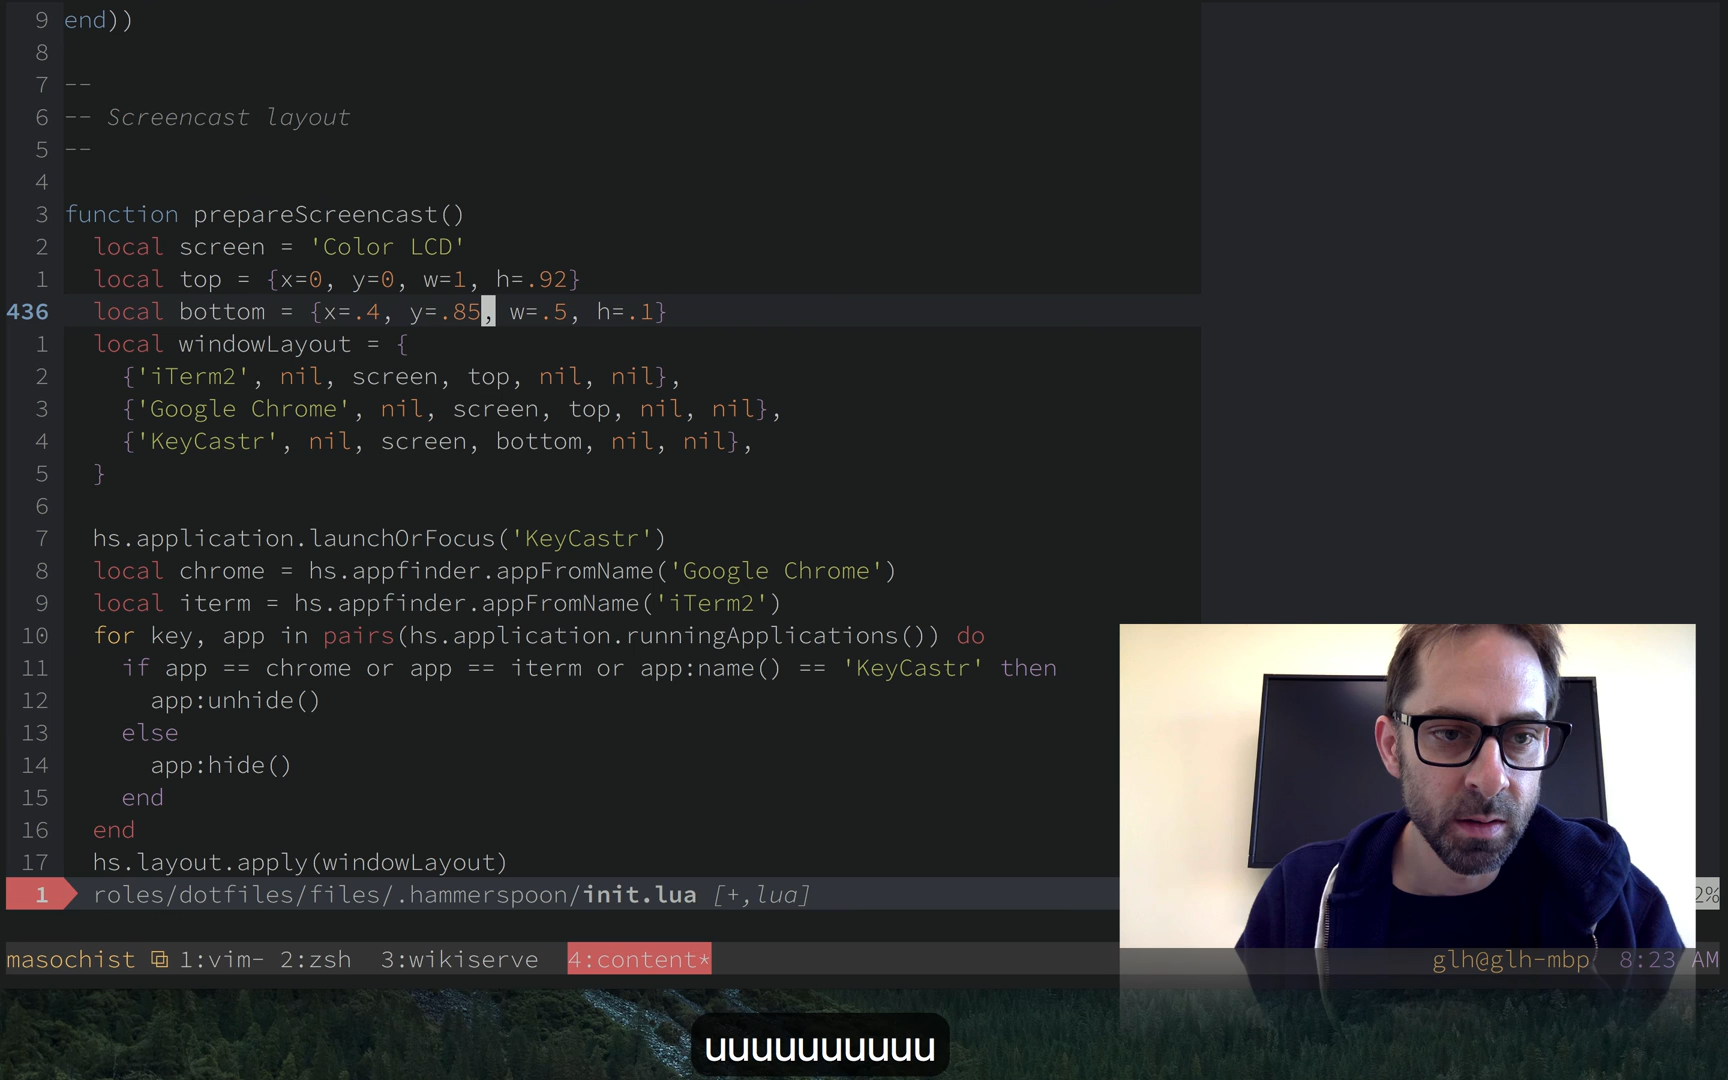 9 end))
8
7 --
6 -- Screencast layout
5 --
4
3 function prepareScreencast()
2 local screen = 'Color LCD'
1 local top = {x=0, y=0, w=1, h=.92}
436 local bottom = {x=.4, y=.85, w=.5, h=.1}
1 local windowLayout = {
2 {'iTerm2', nil, screen, top, nil, nil},
3 {'Google Chrome', nil, screen, top, nil, nil},
4 {'KeyCastr', nil, screen, bottom, nil, nil},
5 }
6
7 hs.application.launchOrFocus('KeyCastr')
8 local chrome = hs.appfinder.appFromName('Google Chrome')
9 local iterm = hs.appfinder.appFromName('iTerm2')
10 for key, app in pairs(hs.application.runningApplications()) do
11 if app == chrome or app == iterm or app:name() == 'KeyCastr' then
12 app:unhide()
13 else
14 app:hide()
15 end
16 end
17 hs.layout.apply(windowLayout)
1 roles/dotfiles/files/.hammerspoon/init.lua [+,lua] 2%
masochist 1:vim- 2:zsh 3:wikiserve 4:content* glh@glh-mbp 8:23 AM
uuuuuuuuuu